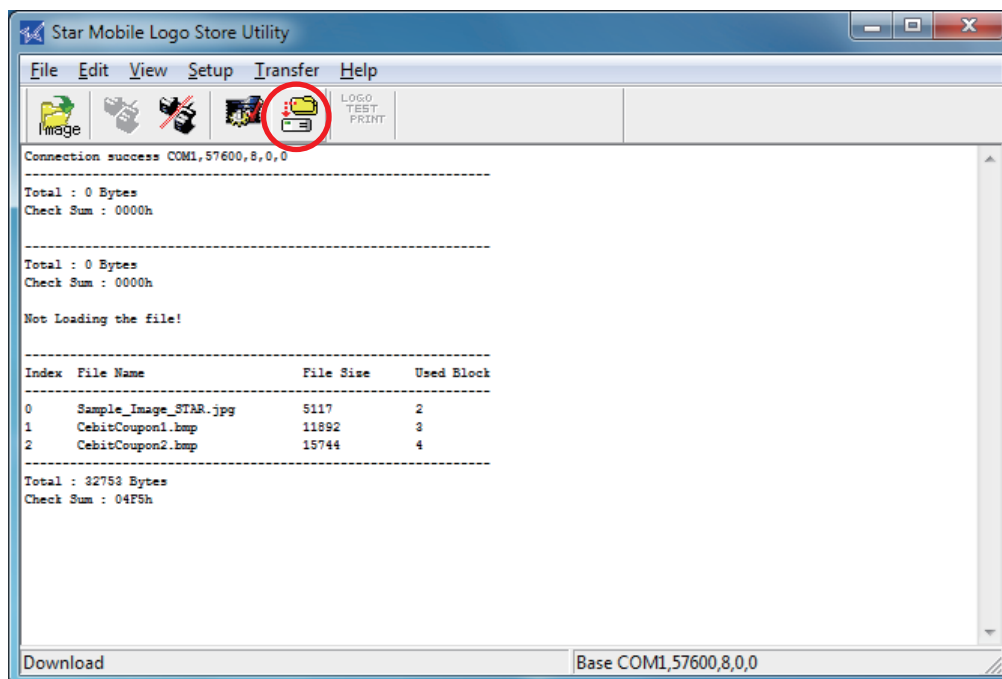 Star Mobile Logo Store Utility
File Edit View Setup Transfer Help
Image
LOGO
TEST
PRINT
Connection success COM1,57600,8,0,0
--------------------------------------------------------------
Total : 0 Bytes
Check Sum : 0000h
--------------------------------------------------------------
Total : 0 Bytes
Check Sum : 0000h
Not Loading the file!
--------------------------------------------------------------
Index File Name File Size Used Block
--------------------------------------------------------------
0 Sample_Image_STAR.jpg 5117 2
1 CebitCoupon1.bmp 11892 3
2 CebitCoupon2.bmp 15744 4
--------------------------------------------------------------
Total : 32753 Bytes
Check Sum : 04F5h
Download Base COM1,57600,8,0,0